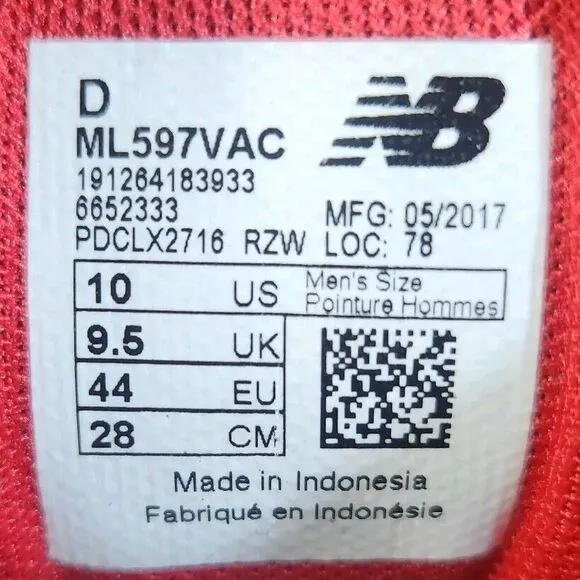 D
NB
ML597VAC
191264183933
6652333
MFG: 05/2017
PDCLX2716 RZW LOC: 78
10 US Men's Size
Pointure Hommes
9.5 UK
44 EU
28 CM
Made in Indonesia
Fabriqué en Indonésie